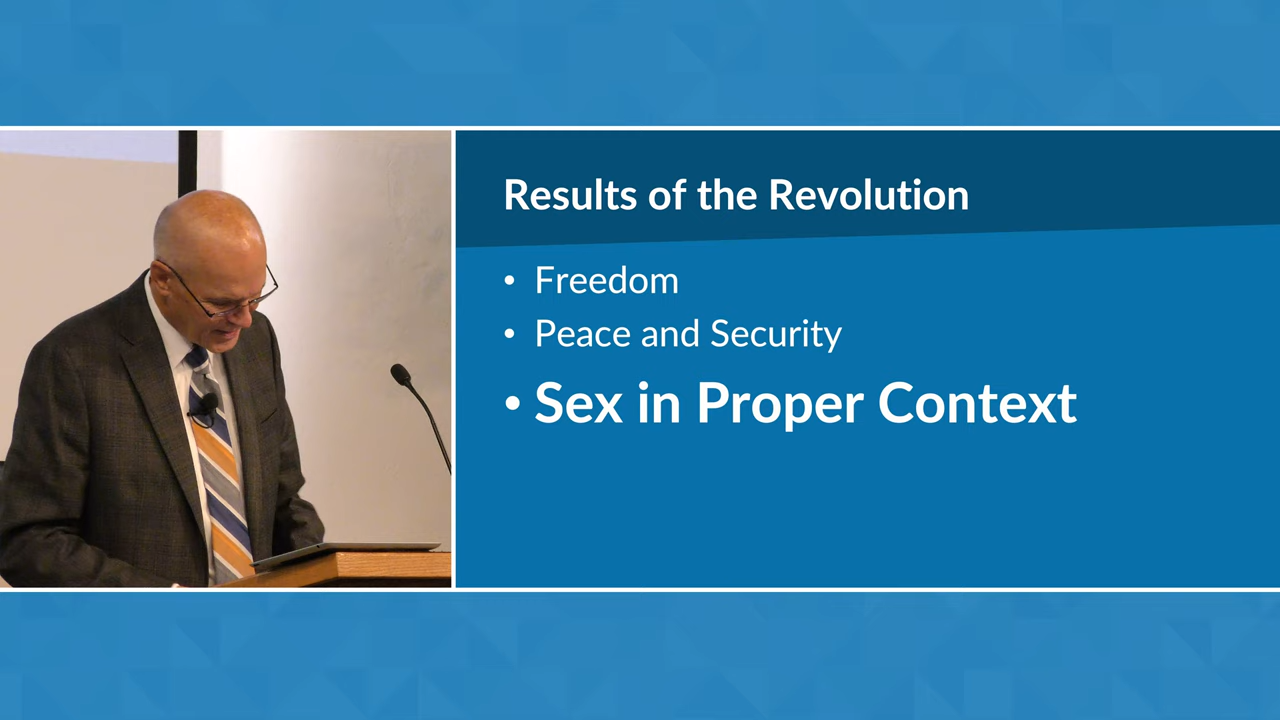 Results of the Revolution
• Freedom
• Peace and Security
• Sex in Proper Context